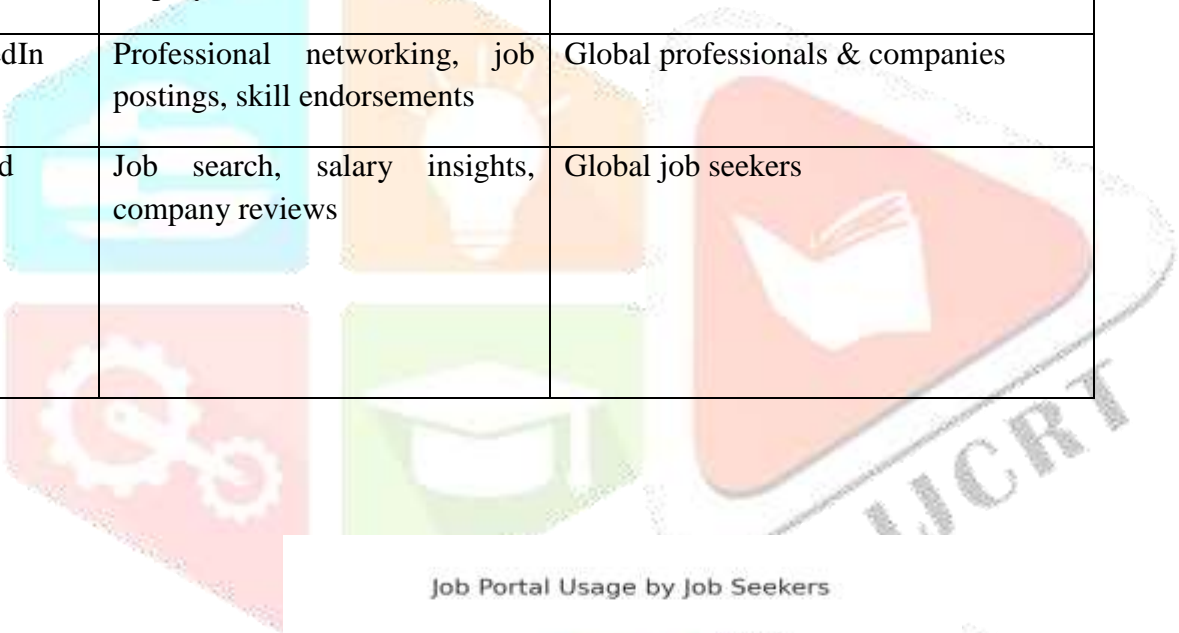 dIn Professional networking, job Global professionals & companies
postings, skill endorsements
d Job search, salary insights, Global job seekers
company reviews
IJCRT
Job Portal Usage by Job Seekers